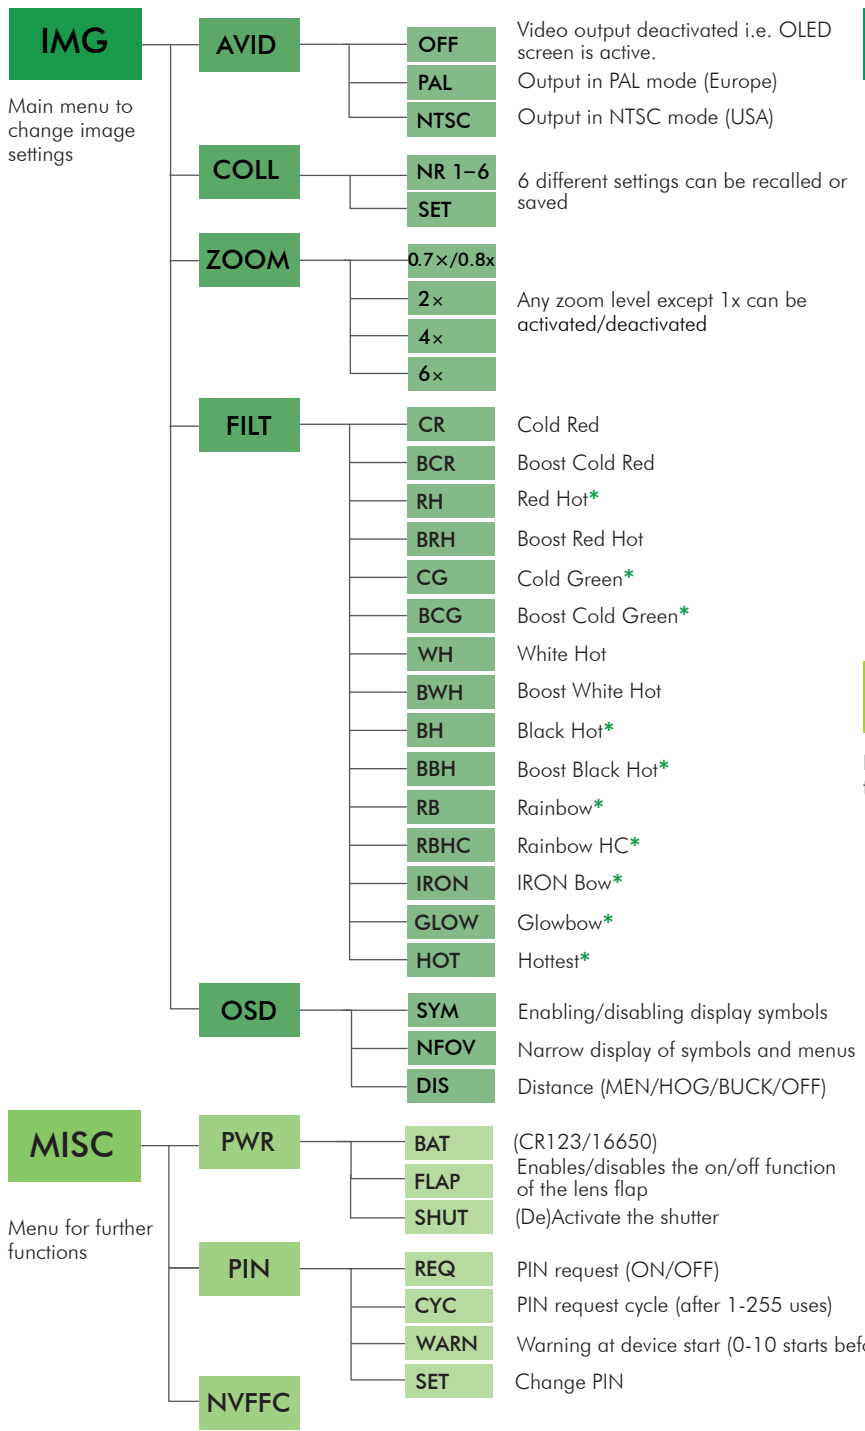 IMG
Main menu to
change image
settings
AVID
OFF
Video output deactivated i.e. OLED
screen is active.
PAL
Output in PAL mode (Europe)
NTSC
Output in NTSC mode (USA)
COLL
NR 1–6
6 different settings can be recalled or
saved
SET
ZOOM
0.7×/0.8x
2×
Any zoom level except 1x can be
activated/deactivated
4×
6×
FILT
CR
Cold Red
BCR
Boost Cold Red
RH
Red Hot*
BRH
Boost Red Hot
CG
Cold Green*
BCG
Boost Cold Green*
WH
White Hot
BWH
Boost White Hot
BH
Black Hot*
BBH
Boost Black Hot*
RB
Rainbow*
RBHC
Rainbow HC*
IRON
IRON Bow*
GLOW
Glowbow*
HOT
Hottest*
OSD
SYM
Enabling/disabling display symbols
NFOV
Narrow display of symbols and menus
DIS
Distance (MEN/HOG/BUCK/OFF)
MISC
Menu for further
functions
PWR
BAT
(CR123/16650)
FLAP
Enables/disables the on/off function
of the lens flap
SHUT
(De)Activate the shutter
PIN
REQ
PIN request (ON/OFF)
CYC
PIN request cycle (after 1-255 uses)
WARN
Warning at device start (0-10 starts
SET
Change PIN
NVFFC